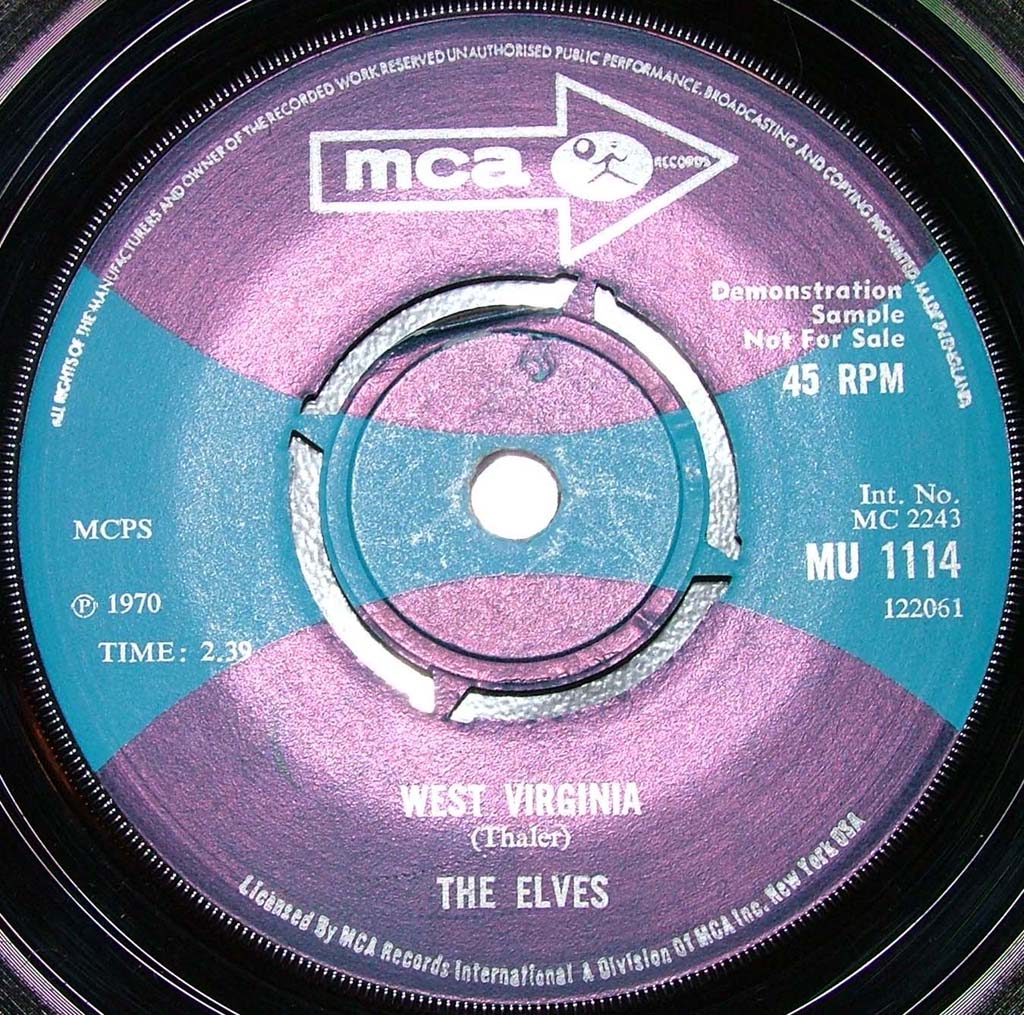 ALL RIGHTS OF THE MANUFACTURERS AND OWNER OF THE RECORDED WORK RESERVED UNAUTHORISED PUBLIC PERFORMANCE, BROADCASTING AND COPYING PROHIBITED. MADE IN ENGLAND.
mca RECORDS
Demonstration
Sample
Not For Sale
45 RPM
MCPS
Ⓟ 1970
TIME: 2.39
Int. No.
MC 2243
MU 1114
122061
WEST VIRGINIA
(Thaler)
THE ELVES
Licensed By MCA Records International A Division Of MCA Inc. New York USA